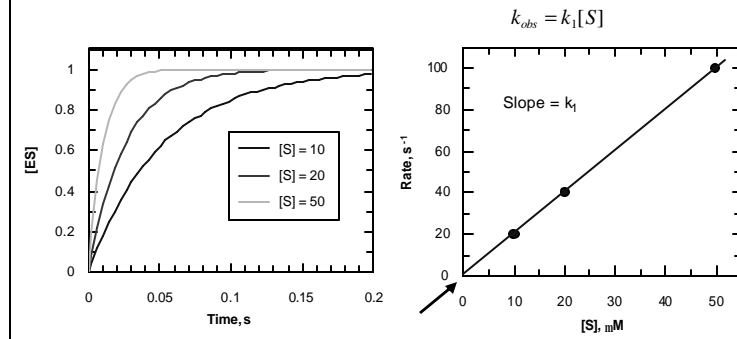 k_obs = k_1[S]
1
0.8
0.6
0.4
0.2
0
[ES]
[S] = 10
[S] = 20
[S] = 50
0
0.05
0.1
0.15
0.2
Time, s
100
80
60
40
20
0
Rate, s⁻¹
Slope = k₁
0
10
20
30
40
50
[S], mM